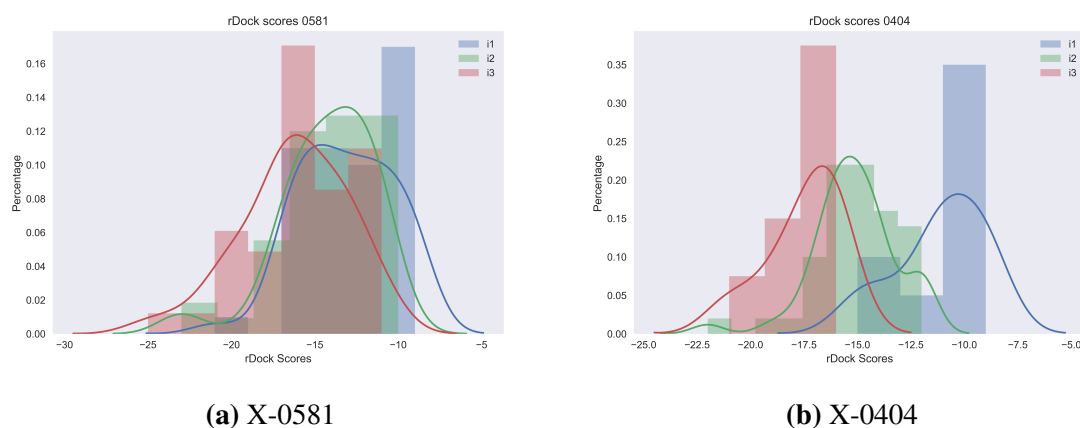 rDock scores 0581
i1
i2
i3
Percentage
0.16
0.14
0.12
0.10
0.08
0.06
0.04
0.02
0.00
−30
−25
−20
−15
−10
−5
rDock Scores
(a) X-0581
rDock scores 0404
i1
i2
i3
Percentage
0.35
0.30
0.25
0.20
0.15
0.10
0.05
0.00
−25.0
−22.5
−20.0
−17.5
−15.0
−12.5
−10.0
−7.5
−5.0
rDock Scores
(b) X-0404